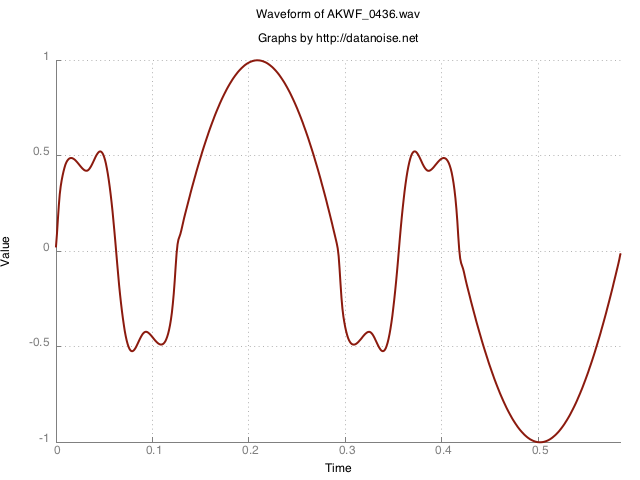 Waveform of AKWF_0436.wav
Graphs by http://datanoise.net
1
0.5
0
-0.5
-1
Value
0 0.1 0.2 0.3 0.4 0.5
Time